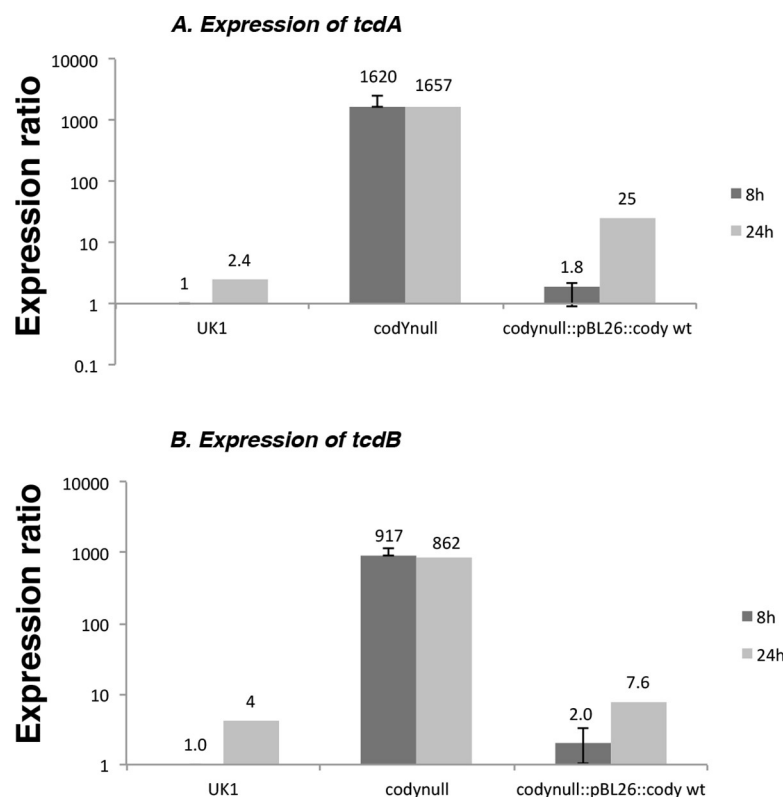 A. Expression of tcdA
Expression ratio
10000
1000
100
10
1
0.1
1620
1657
25
2.4
1.8
1
8h
24h
UK1
codYnull
codynull::pBL26::cody wt
B. Expression of tcdB
Expression ratio
10000
1000
100
10
1
917
862
4
7.6
1.0
2.0
8h
24h
UK1
codynull
codynull::pBL26::cody wt